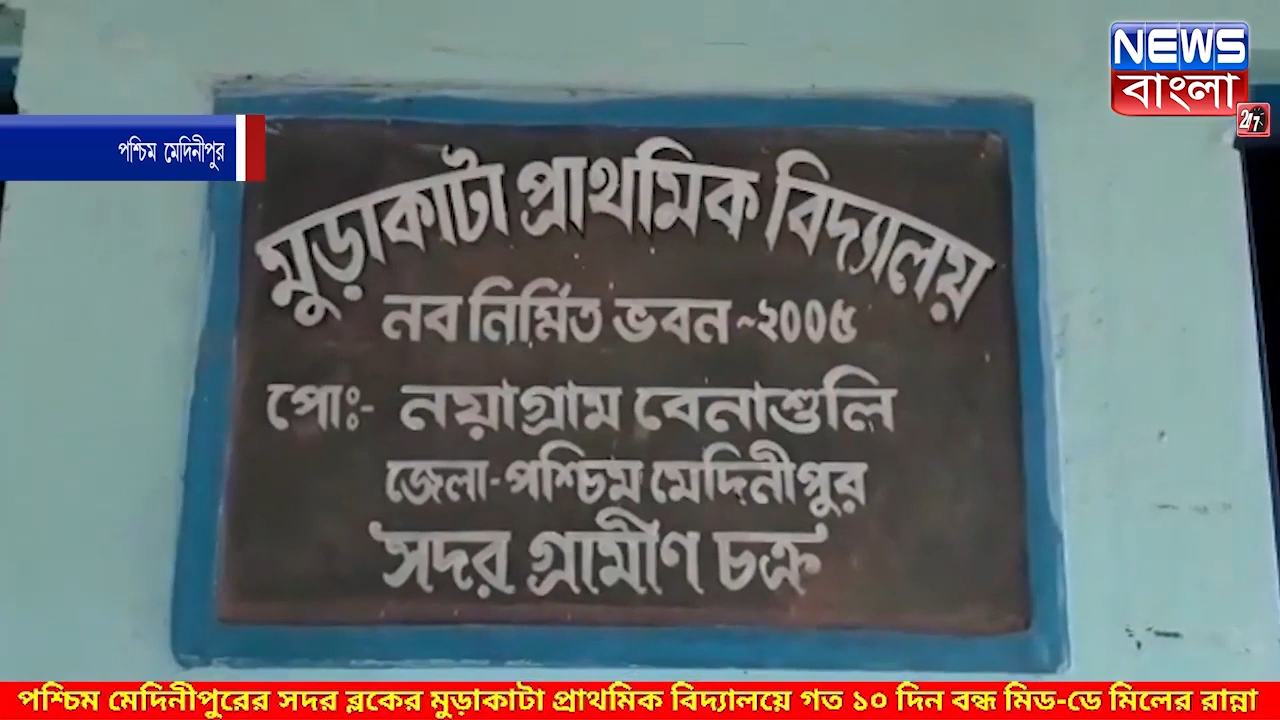 NEWS
বাংলা
24/7
পশ্চিম মেদিনীপুর
মুড়াকাটা প্রাথমিক বিদ্যালয়
নব নির্ম্মিত ভবন ~২০০৫
পোঃ- নয়াগ্রাম বেনাশুলি
জেলা-পশ্চিম মেদিনীপুর
সদর গ্রামীণ চক্র
পশ্চিম মেদিনীপুরের সদর ব্লকের মুড়াকাটা প্রাথমিক বিদ্যালয়ে গত ১০ দিন বন্ধ মিড-ডে মিলের রান্না